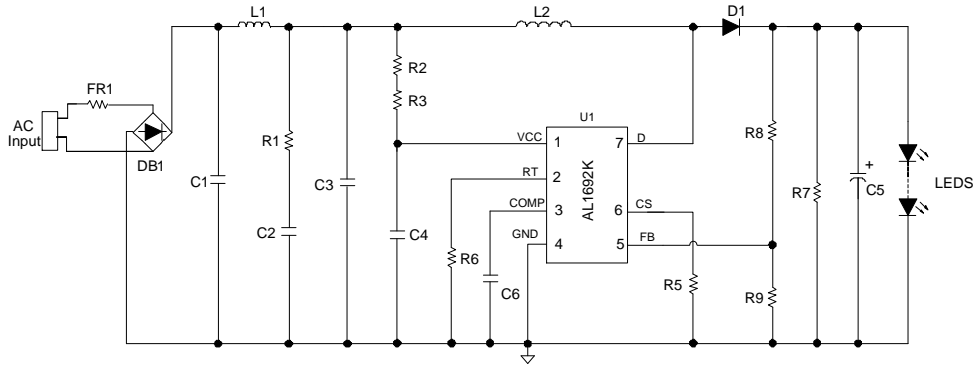 L1
L2
D1
R2
FR1
R3
U1
AC
Input
VCC
1
7
D
R8
R1
DB1
RT
2
AL1692K
C1
C3
R7
+
C5
LEDS
COMP
3
6
CS
C2
C4
GND
4
5
FB
R6
C6
R5
R9